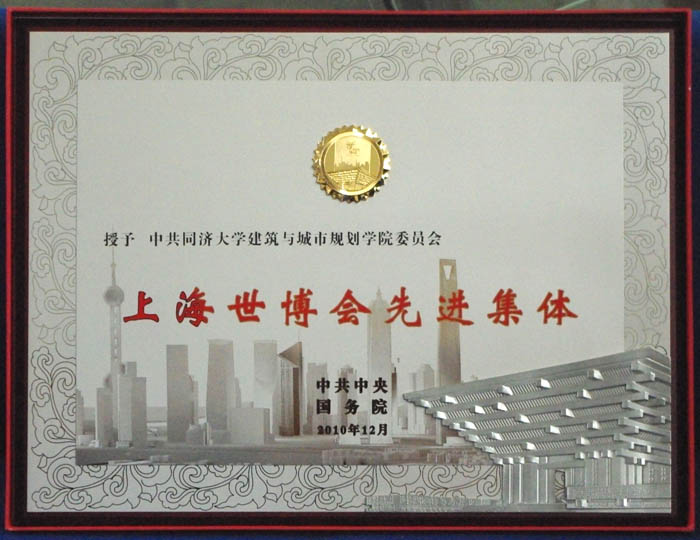 授予 中共同济大学建筑与城市规划学院委员会
上海世博会先进集体
中共中央
国务院
2010年12月